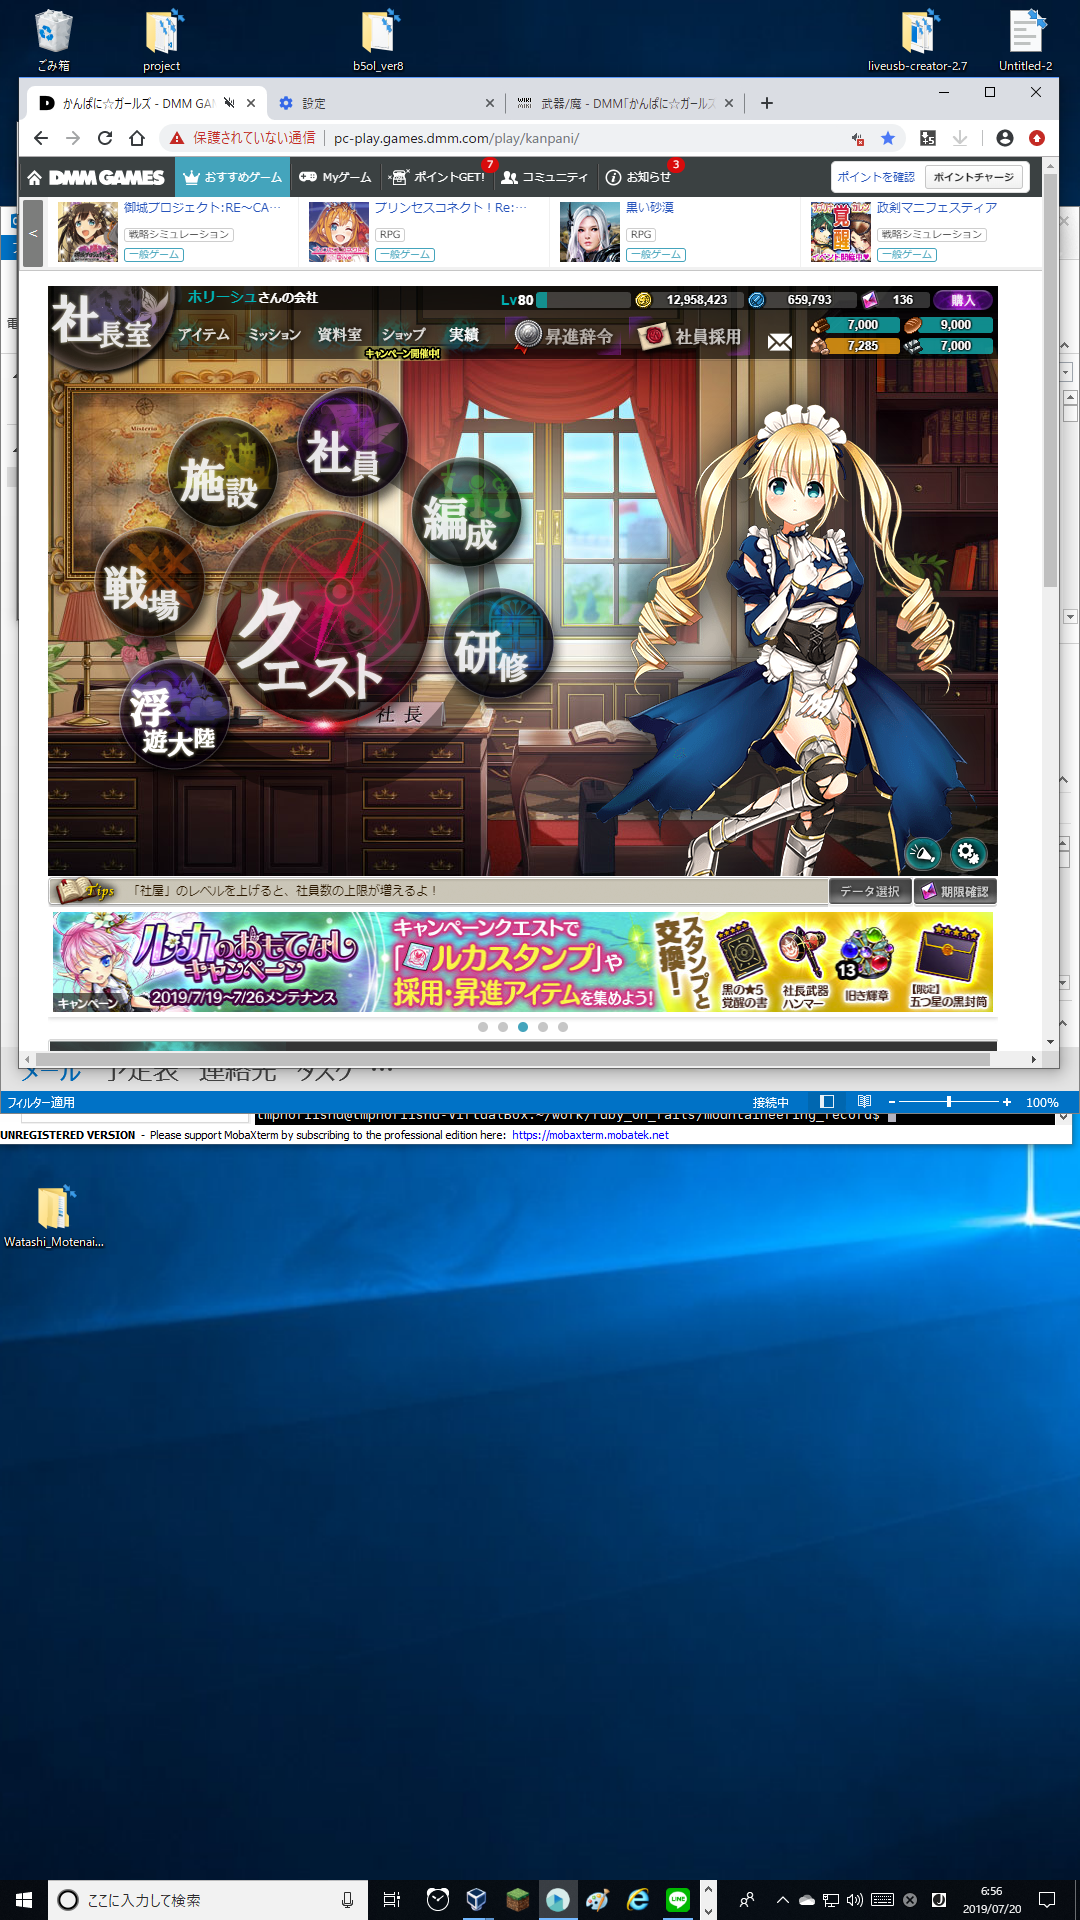 ごみ箱
project
b5ol_ver8
liveusb-creator-2.7
Untitled-2
かんぱに☆ガールズ - DMM GA
設定
武器/魔 - DMM「かんぱに☆ガールズ
保護されていない通信
pc-play.games.dmm.com/play/kanpani/
DMM GAMES
おすすめゲーム
Myゲーム
ポイントGET!
7
コミュニティ
お知らせ
3
ポイントを確認
ポイントチャージ
<
御城プロジェクト:RE～CA…
戦略シミュレーション
一般ゲーム
プリンセスコネクト！Re:…
RPG
一般ゲーム
黒い砂漠
RPG
一般ゲーム
政剣マニフェスティア
戦略シミュレーション
一般ゲーム
社長室
ホリーシュさんの会社
Lv80
12,958,423
659,793
136
購入
アイテム
ミッション
資料室
ショップ
キャンペーン開催中!
実績
昇進辞令
社員採用
7,000
9,000
7,285
7,000
施設
社員
編成
戦場
クエスト
研修
浮遊大陸
社長
Tips
「社屋」のレベルを上げると、社員数の上限が増えるよ！
データ選択
期限確認
ルカのおもてなし
キャンペーン
2019/7/19～7/26メンテナンス
キャンペーン
キャンペーンクエストで
「ルカスタンプ」や
採用・昇進アイテムを集めよう！
スタンプと
交換！
黒の★5
覚醒の書
社長武器
ハンマー
13
旧き輝章
【限定】
五つ星の黒封筒
メール 予定表 連絡先 タスク …
フィルター適用
接続中
100%
tmphoriishu@tmphoriishu-VirtualBox:~/work/ruby_on_rails/mountaineering_record$
UNREGISTERED VERSION - Please support MobaXterm by subscribing to the professional edition here: https://mobaxterm.mobatek.net
Watashi_Motenai...
ここに入力して検索
LINE
6:56
2019/07/20